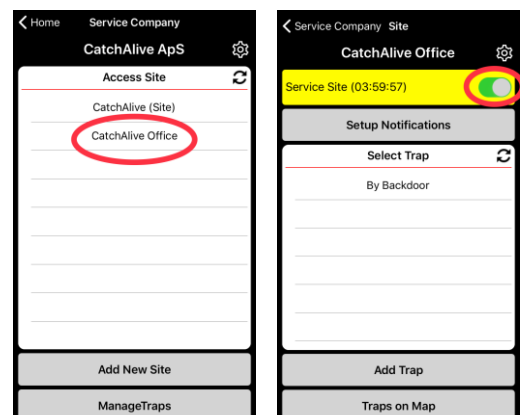 Home Service Company
CatchAlive ApS
Access Site
CatchAlive (Site)
CatchAlive Office
Add New Site
ManageTraps
Service Company Site
CatchAlive Office
Service Site (03:59:57)
Setup Notifications
Select Trap
By Backdoor
Add Trap
Traps on Map